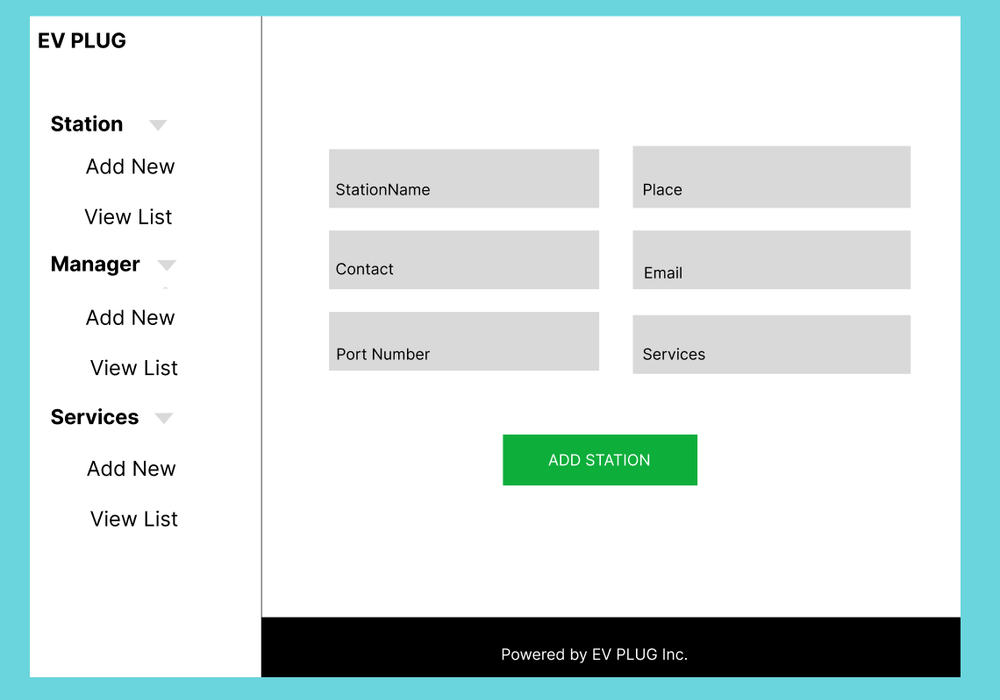 EV PLUG
Station
Add New
View List
Manager
Add New
View List
Services
Add New
View List
StationName
Place
Contact
Email
Port Number
Services
ADD STATION
Powered by EV PLUG Inc.